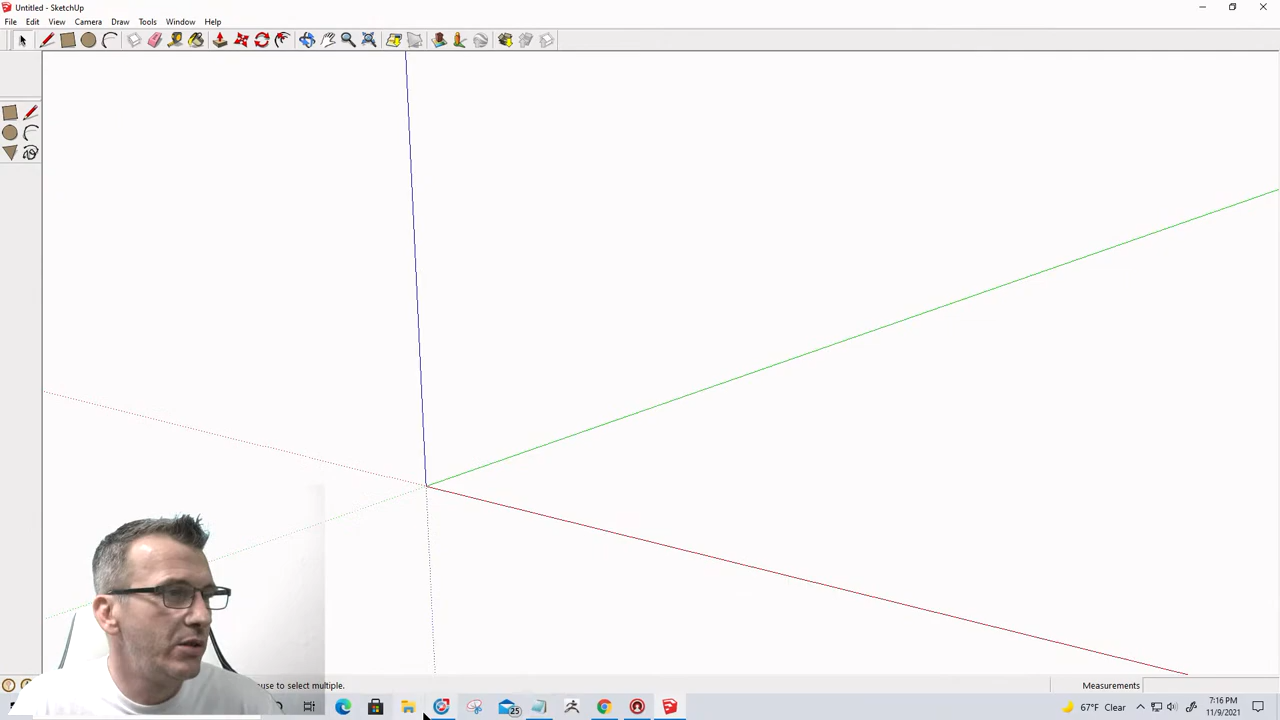 Untitled - SketchUp
File Edit View Camera Draw Tools Window Help
use to select multiple.
Measurements
25
67°F Clear
7:16 PM
11/9/2021